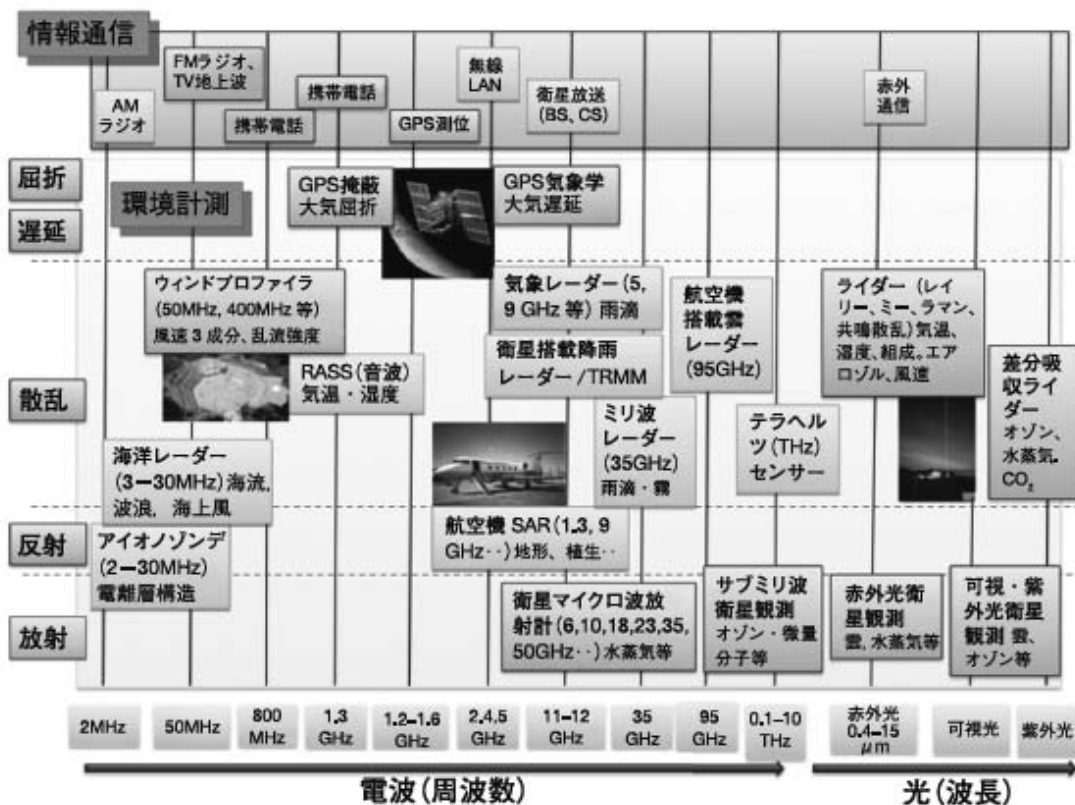 情報通信
AM
ラジオ
FMラジオ、
TV地上波
携帯電話
携帯電話
GPS測位
無線
LAN
衛星放送
(BS、CS)
赤外
通信
屈折
遅延
環境計測
GPS掩蔽
大気屈折
GPS気象学
大気遅延
散乱
ウィンドプロファイラ
(50MHz, 400MHz 等)
風速3成分、乱流強度
RASS(音波)
気温・湿度
海洋レーダー
(3－30MHz)海流,
波浪, 海上風
気象レーダー(5,
9 GHz 等) 雨滴
衛星搭載降雨
レーダー/TRMM
ミリ波
レーダー
(35GHz)
雨滴・霧
航空機
搭載雲
レーダー
(95GHz)
テラヘル
ツ(THz)
センサー
ライダー (レイ
リー、ミー、ラマン、
共鳴散乱)気温、
湿度、組成。エア
ロゾル、風速
差分吸
収ライ
ダー
オゾン、
水蒸気.
CO₂
反射
アイオノゾンデ
(2－30MHz)
電離層構造
航空機 SAR(1.3, 9
GHz‥)地形、植生‥
放射
衛星マイクロ波放
射計(6,10,18,23,35,
50GHz‥)水蒸気等
サブミリ波
衛星観測
オゾン・微量
分子等
赤外光衛
星観測
雲, 水蒸気等
可視・紫
外光衛星
観測 雲、
オゾン等
2MHz
50MHz
800
MHz
1.3
GHz
1.2–1.6
GHz
2.4,5
GHz
11–12
GHz
35
GHz
95
GHz
0.1–10
THz
赤外光
0.4–15
μm
可視光
紫外光
電波(周波数)
光(波長)